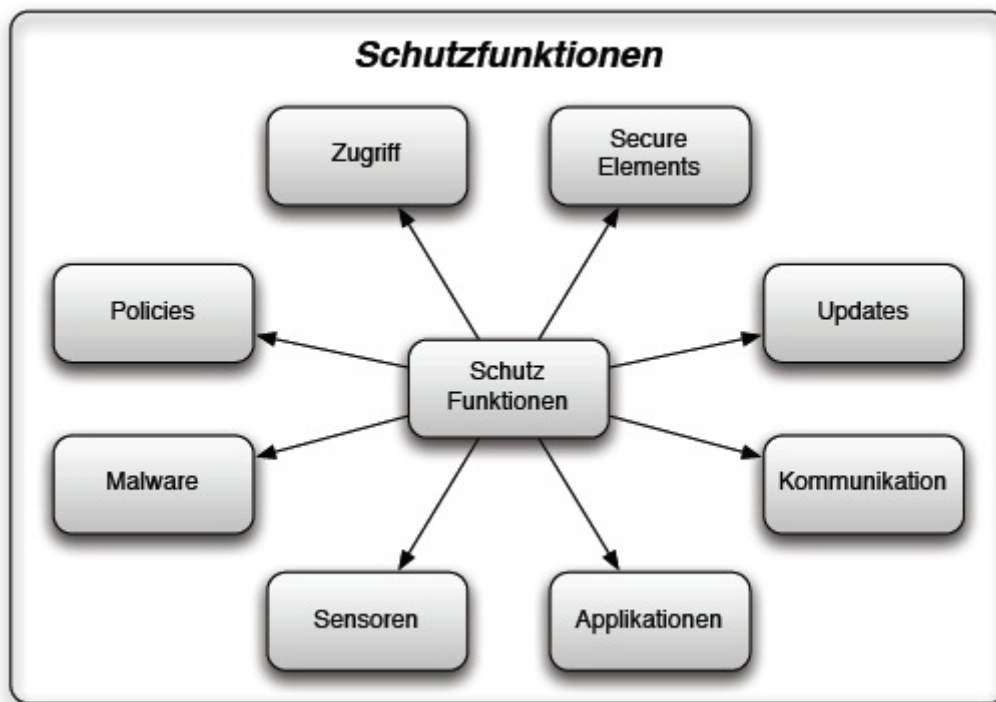 Schutzfunktionen
Zugriff
Secure
Elements
Policies
Updates
Schutz
Funktionen
Malware
Kommunikation
Sensoren
Applikationen